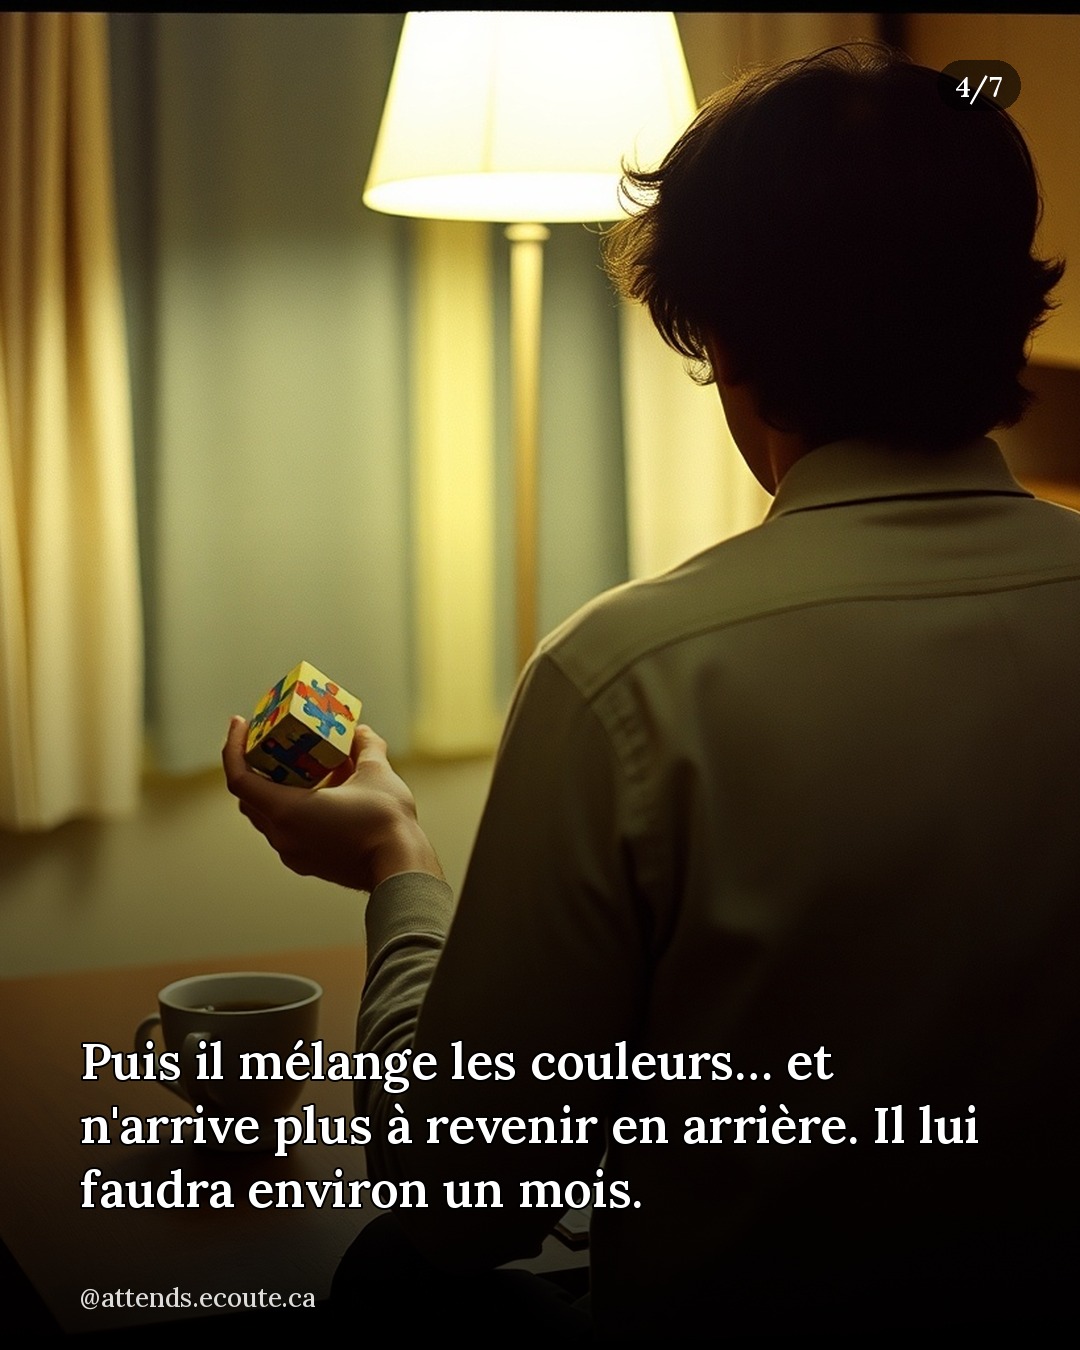 4/7
Puis il mélange les couleurs... et
n'arrive plus à revenir en arrière. Il lui
faudra environ un mois.
@attends.ecoute.ca